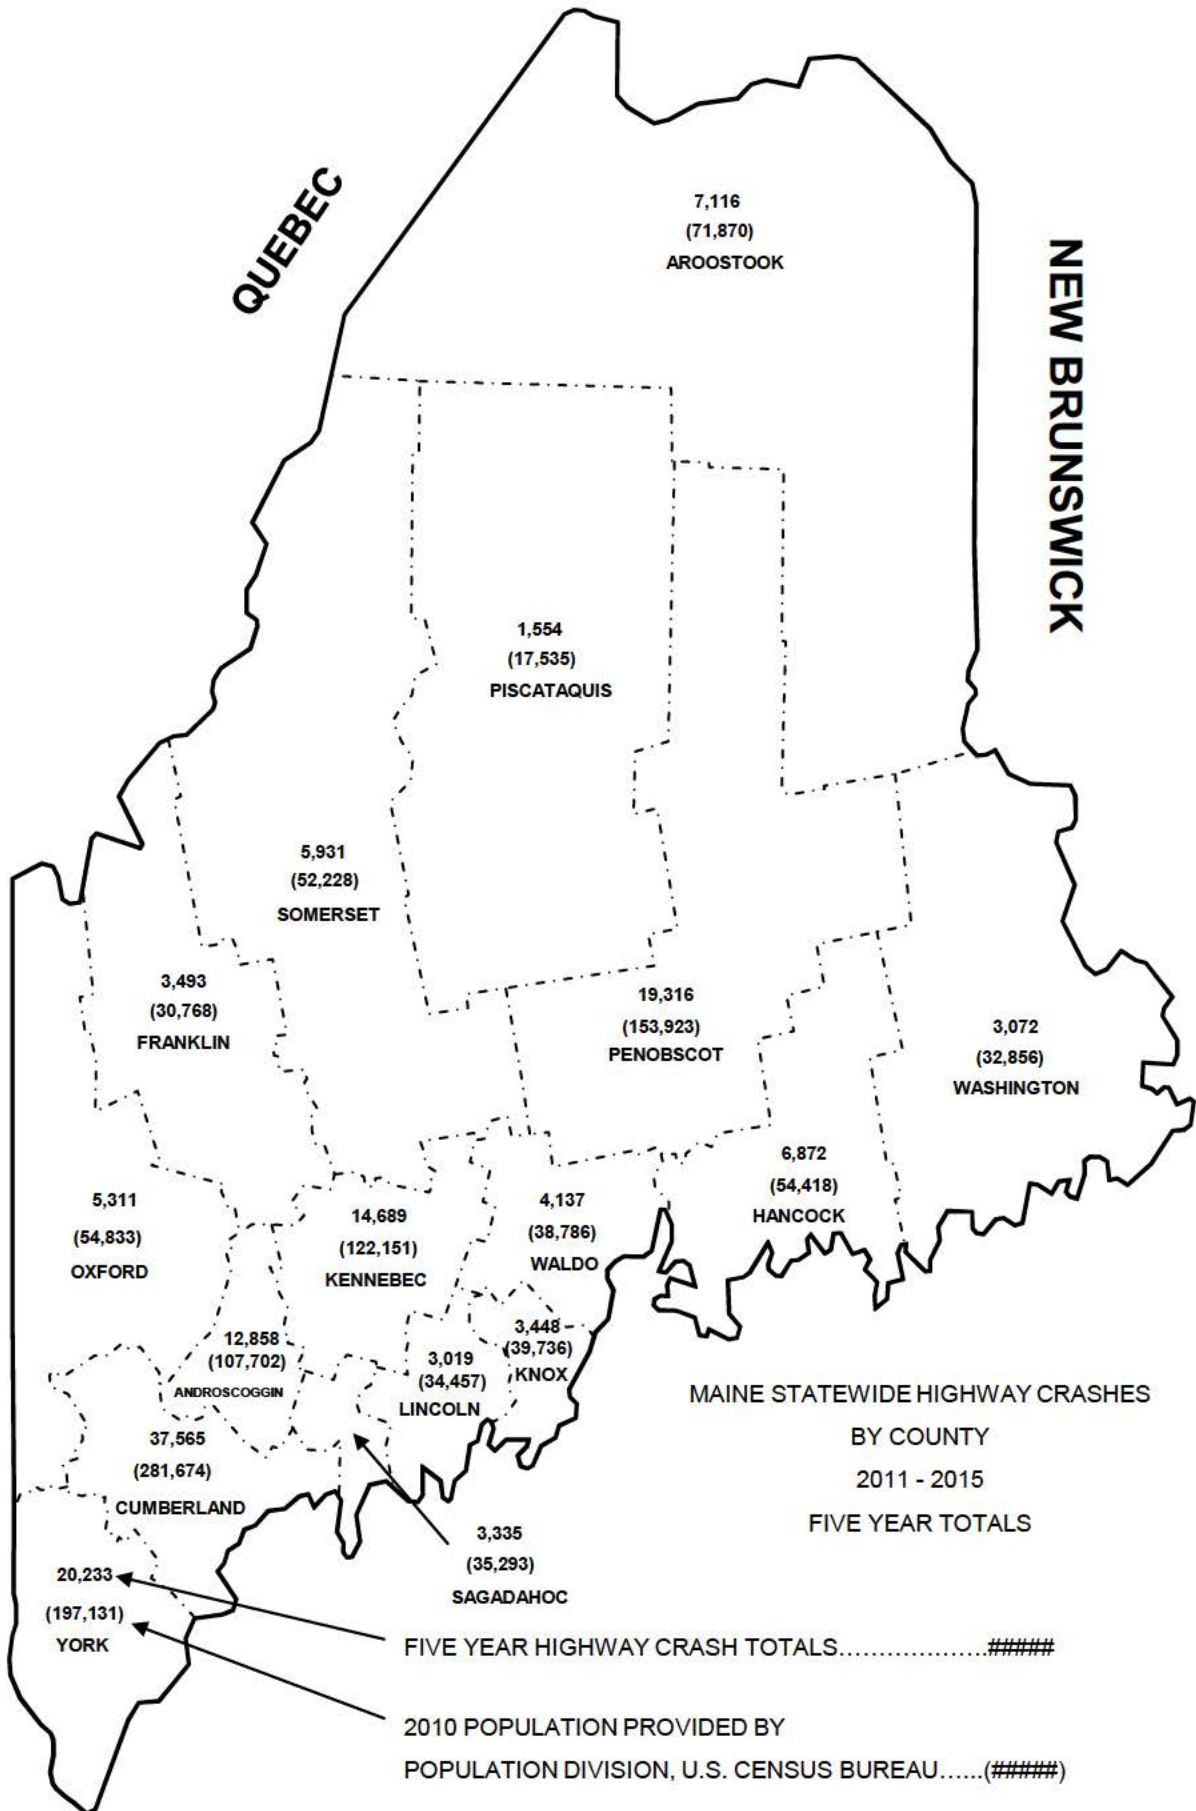 QUEBEC
NEW BRUNSWICK
7,116
(71,870)
AROOSTOOK
1,554
(17,535)
PISCATAQUIS
5,931
(52,228)
SOMERSET
3,493
(30,768)
FRANKLIN
19,316
(153,923)
PENOBSCOT
3,072
(32,856)
WASHINGTON
6,872
(54,418)
HANCOCK
5,311
(54,833)
OXFORD
14,689
(122,151)
KENNEBEC
4,137
(38,786)
WALDO
12,858
(107,702)
ANDROSCOGGIN
3,019
(34,457)
LINCOLN
3,448
(39,736)
KNOX
37,565
(281,674)
CUMBERLAND
3,335
(35,293)
SAGADAHOC
20,233
(197,131)
YORK
MAINE STATEWIDE HIGHWAY CRASHES
BY COUNTY
2011 - 2015
FIVE YEAR TOTALS
FIVE YEAR HIGHWAY CRASH TOTALS...................#####
2010 POPULATION PROVIDED BY
POPULATION DIVISION, U.S. CENSUS BUREAU......(#####)